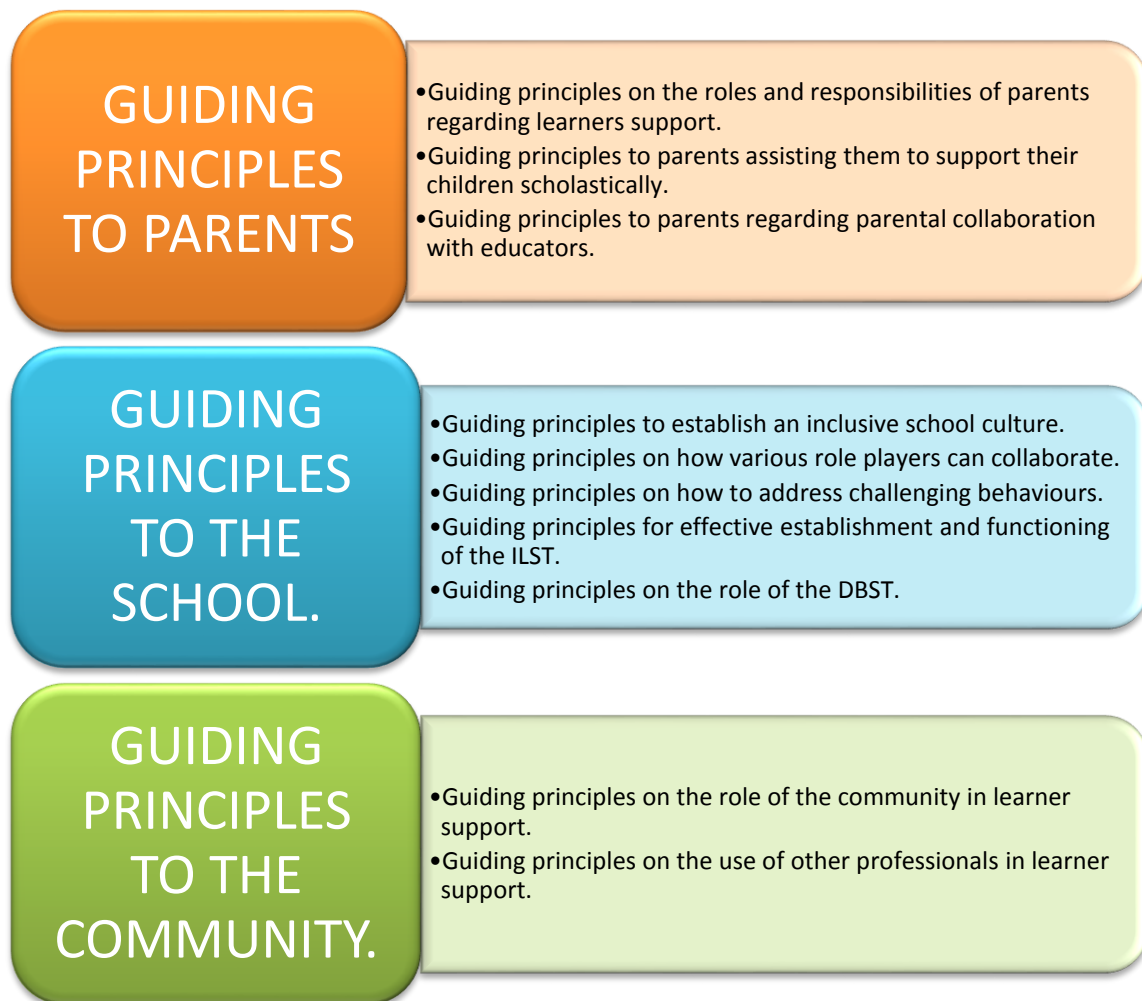 GUIDING
PRINCIPLES
TO PARENTS
•Guiding principles on the roles and responsibilities of parents
regarding learners support.
•Guiding principles to parents assisting them to support their
children scholastically.
•Guiding principles to parents regarding parental collaboration
with educators.
GUIDING
PRINCIPLES
TO THE
SCHOOL.
•Guiding principles to establish an inclusive school culture.
•Guiding principles on how various role players can collaborate.
•Guiding principles on how to address challenging behaviours.
•Guiding principles for effective establishment and functioning
of the ILST.
•Guiding principles on the role of the DBST.
GUIDING
PRINCIPLES
TO THE
COMMUNITY.
•Guiding principles on the role of the community in learner
support.
•Guiding principles on the use of other professionals in learner
support.